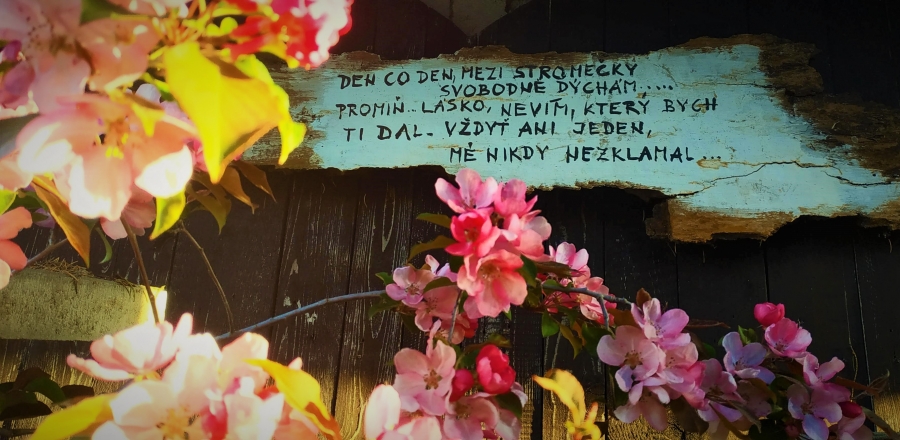 DEN CO DEN, MEZI STROMEČKY
SVOBODNĚ DÝCHÁM.....
PROMIŇ... LÁSKO, NEVÍM, KTERÝ BYCH
TI DAL. VŽDYŤ ANI JEDEN,
MĚ NIKDY NEZKLAMAL...